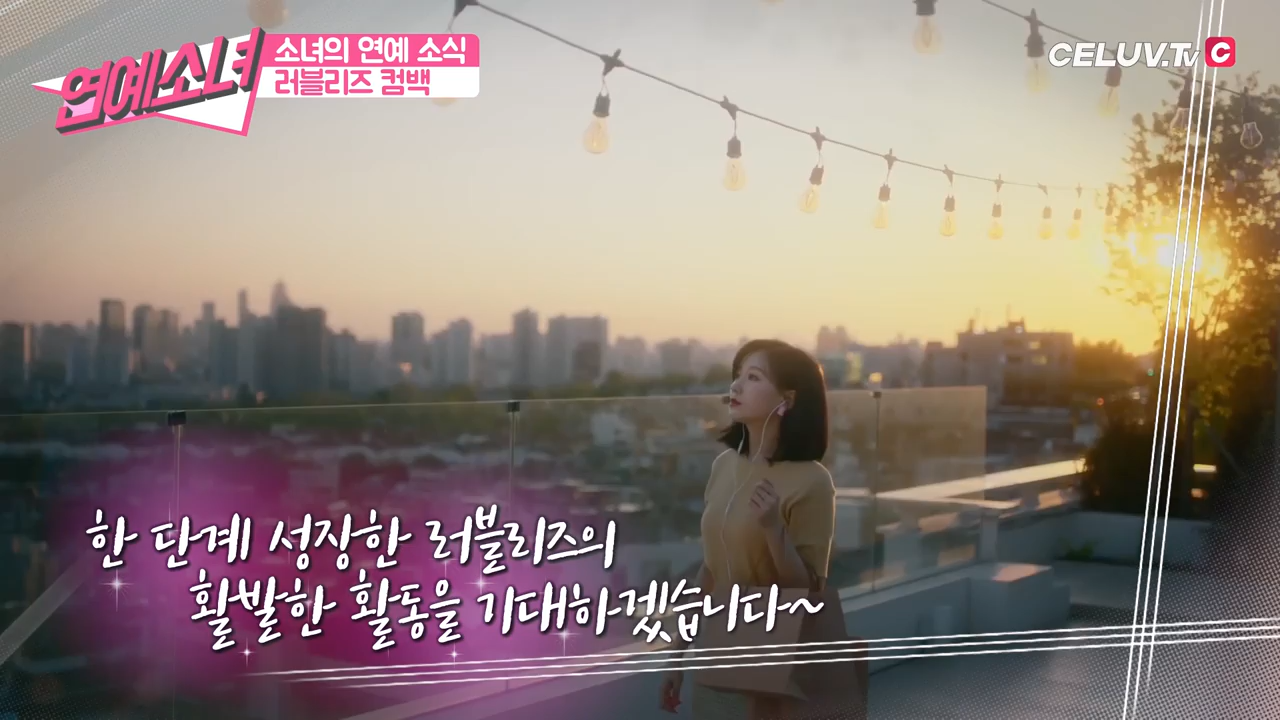 연예소녀
소녀의 연예 소식
러블리즈 컴백
CELUV.TV C
한 단계 성장한 러블리즈의
활발한 활동을 기대하겠습니다~